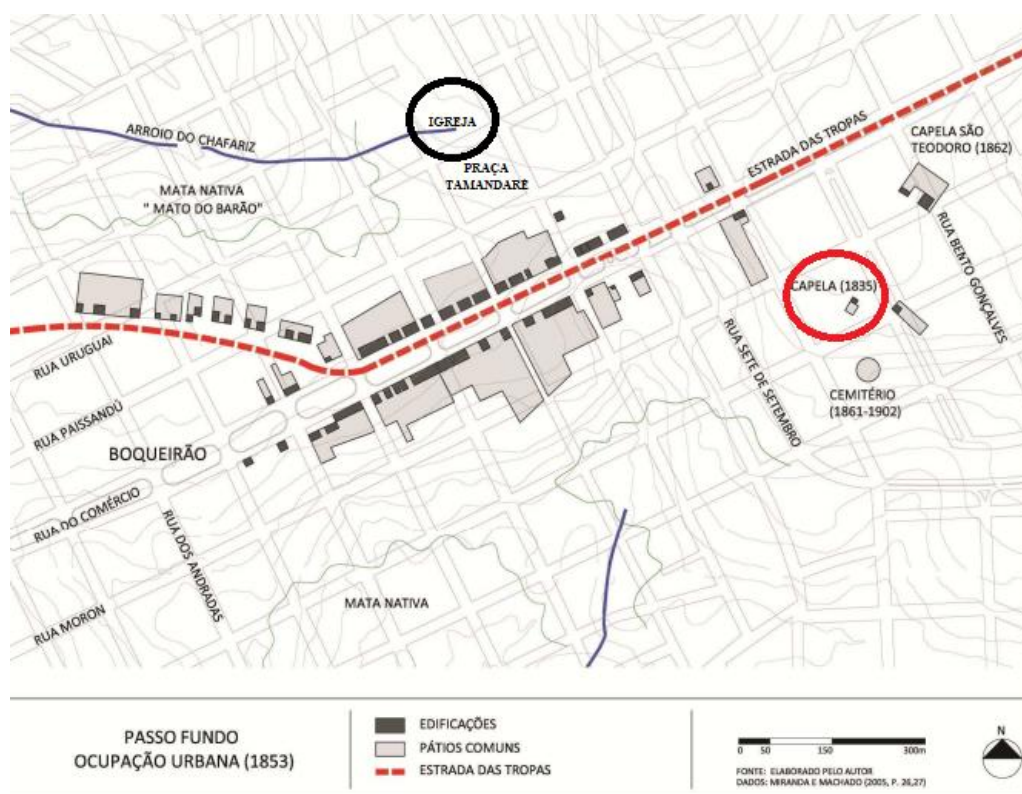 IGREJA
ARROIO DO CHAFARIZ
PRAÇA
TAMANDARÉ
ESTRADA DAS TROPAS
CAPELA SÃO
TEODORO (1862)
MATA NATIVA
" MATO DO BARÃO"
RUA BENTO GONÇALVES
CAPELA (1835)
RUA URUGUAI
RUA SETE DE SETEMBRO
CEMITÉRIO
(1861-1902)
RUA PAISSANDÚ
BOQUEIRÃO
RUA DO COMÉRCIO
RUA DOS ANDRADAS
MATA NATIVA
RUA MORON
PASSO FUNDO
OCUPAÇÃO URBANA (1853)
EDIFICAÇÕES
PÁTIOS COMUNS
ESTRADA DAS TROPAS
0 50 150 300m
FONTE: ELABORADO PELO AUTOR
DADOS: MIRANDA E MACHADO (2005, P. 26,27)
N